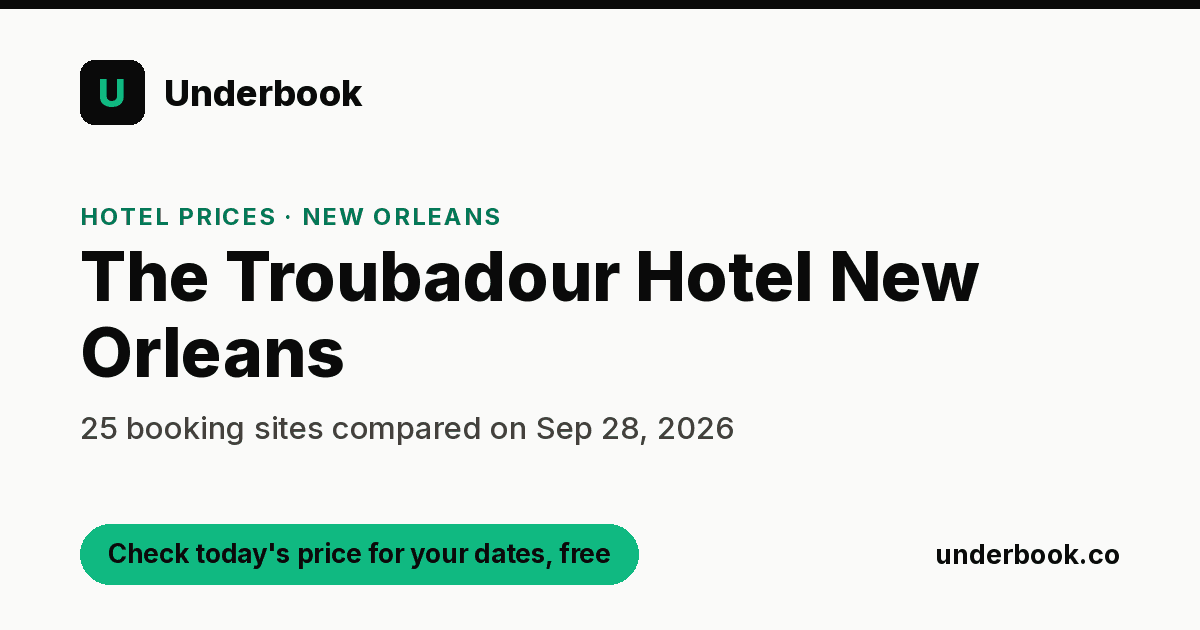 U
Underbook
HOTEL PRICES · NEW ORLEANS
The Troubadour Hotel New
Orleans
25 booking sites compared on Sep 28, 2026
Check today's price for your dates, free
underbook.co